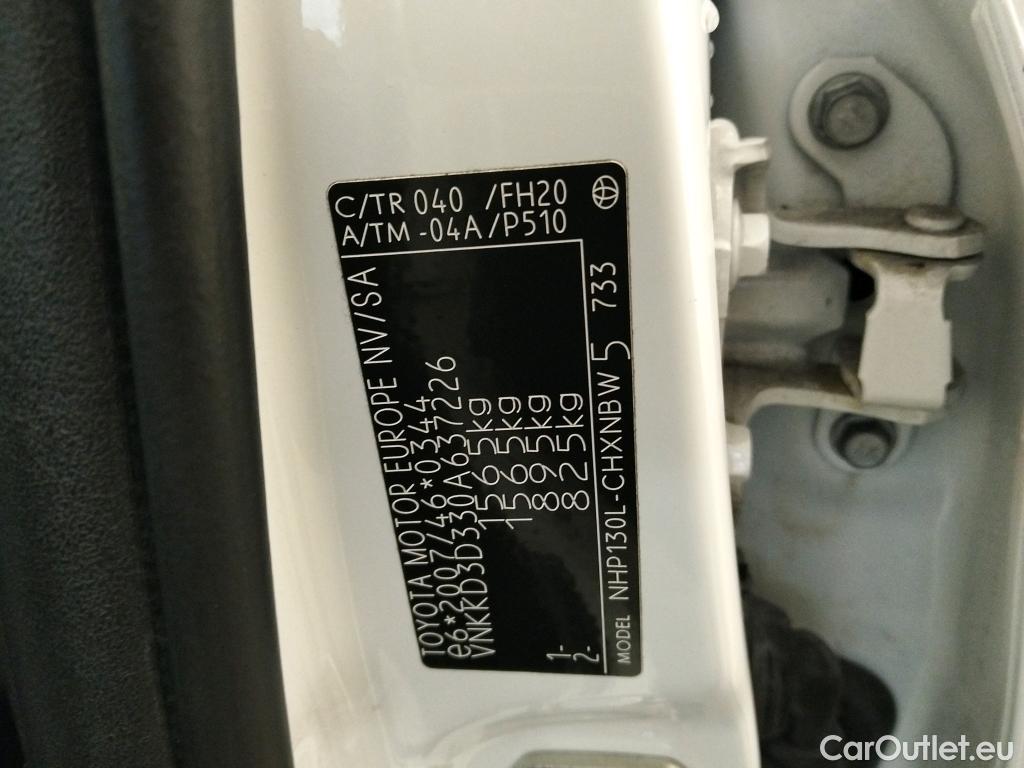 C/TR 040 /FH20
A/TM -04A/P510
TOYOTA MOTOR EUROPE NV/SA
e6*2007/46*0344
VNKKD3D330A637226
1565kg
1565kg
1- 895kg
2- 825kg
MODEL NHP130L-CHXNBW 5 733
CarOutlet.eu